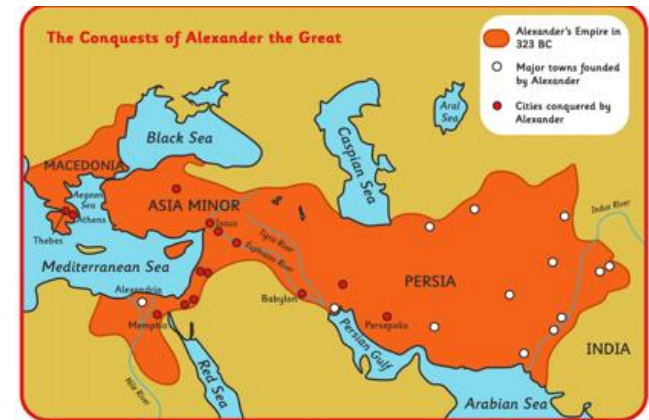 The Conquests of Alexander the Great
Alexander's Empire in
323 BC
Major towns founded
by Alexander
Cities conquered by
Alexander
Aral
Sea
Black Sea
Caspian Sea
MACEDONIA
Aegean
Sea
Athens
Thebes
ASIA MINOR
Issus
Indus River
Tigris River
Euphrates River
Mediterranean Sea
Alexandria
PERSIA
Babylon
Memphis
Persepolis
Persian Gulf
INDIA
Nile River
Red Sea
Arabian Sea